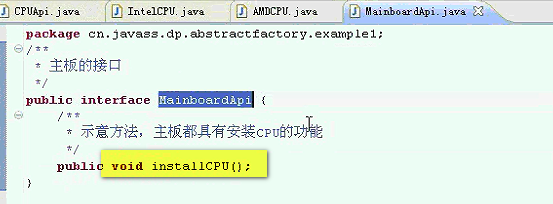 CPUApi.java IntelCPU.java AMDCPU.java MainboardApi.java
package cn.javass.dp.abstractfactory.example1;
/**
* 主板的接口
*/
public interface MainboardApi {
/**
* 示意方法，主板都具有安装CPU的功能
*/
public void installCPU();
}